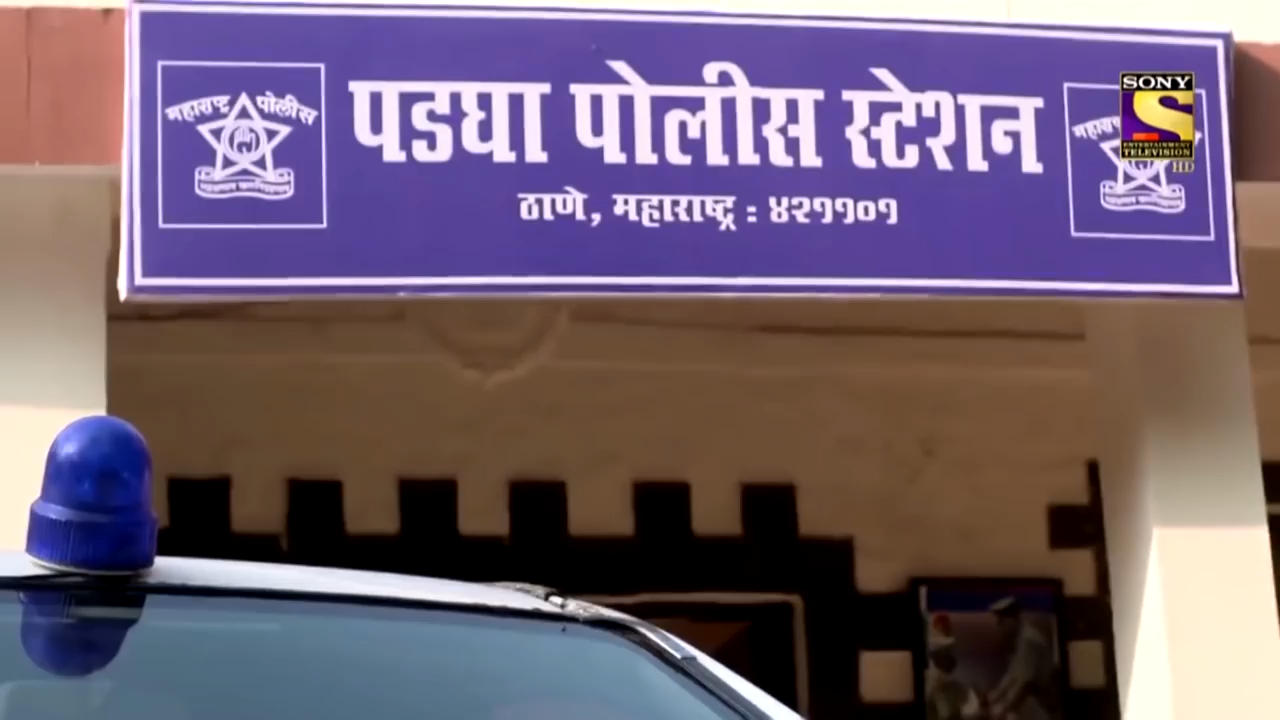 महाराष्ट्र पोलीस
पडघा पोलीस स्टेशन
ठाणे, महाराष्ट्र : ४२११०१
SONY
ENTERTAINMENT
TELEVISION
HD